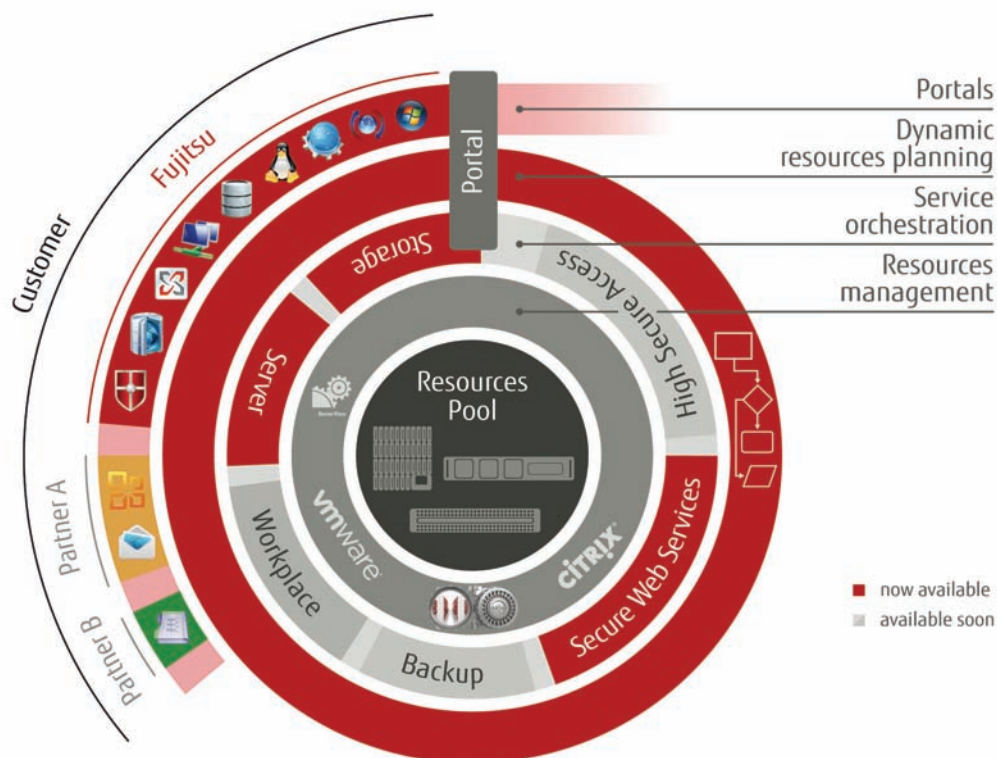 Portals
Dynamic
resources planning
Service
orchestration
Resources
management
Customer
Fujitsu
Portal
Storage
High Secure Access
Server
Resources
Pool
Partner A
Workplace
vmware®
CITRIX®
Secure Web Services
Partner B
Backup
now available
available soon